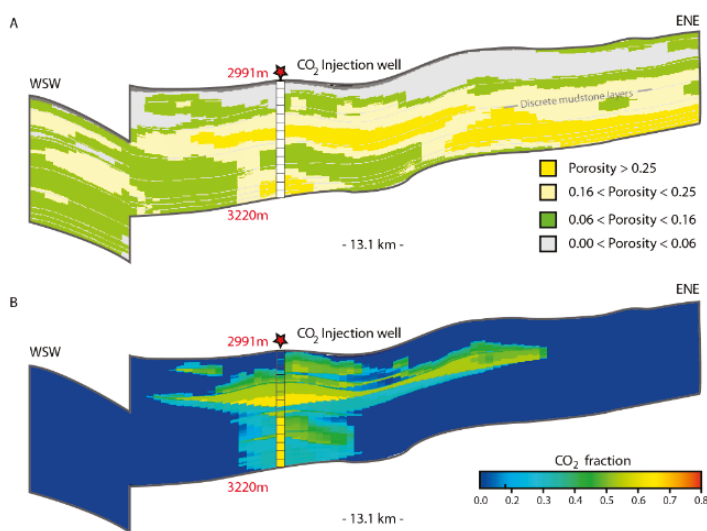 A
ENE
CO2 Injection well
2991m
WSW
Discrete mudstone layers
Porosity > 0.25
0.16 < Porosity < 0.25
3220m
0.06 < Porosity < 0.16
- 13.1 km -
0.00 < Porosity < 0.06
B
ENE
WSW
2991m
CO2 Injection well
CO2 fraction
3220m
0.0 0.2 0.3 0.4 0.5 0.6 0.7 0.8
- 13.1 km -